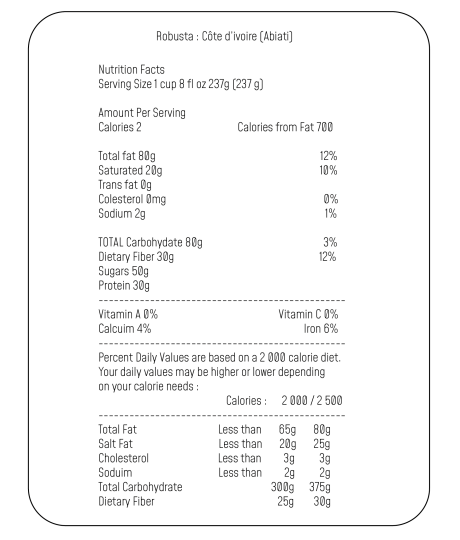 Robusta : Côte d'ivoire (Abiati)
Nutrition Facts
Serving Size 1 cup 8 fl oz 237g (237 g)
Amount Per Serving
Calories 2 Calories from Fat 700
Total fat 80g 12%
Saturated 20g 10%
Trans fat 0g
Colesterol 0mg 0%
Sodium 2g 1%
TOTAL Carbohydate 80g 3%
Dietary Fiber 30g 12%
Sugars 50g
Protein 30g
Vitamin A 0% Vitamin C 0%
Calcuim 4% Iron 6%
Percent Daily Values are based on a 2 000 calorie diet.
Your daily values may be higher or lower depending
on your calorie needs :
Calories : 2 000 / 2 500
Total Fat Less than 65g 80g
Salt Fat Less than 20g 25g
Cholesterol Less than 3g 3g
Soduim Less than 2g 2g
Total Carbohydrate 300g 375g
Dietary Fiber 25g 30g